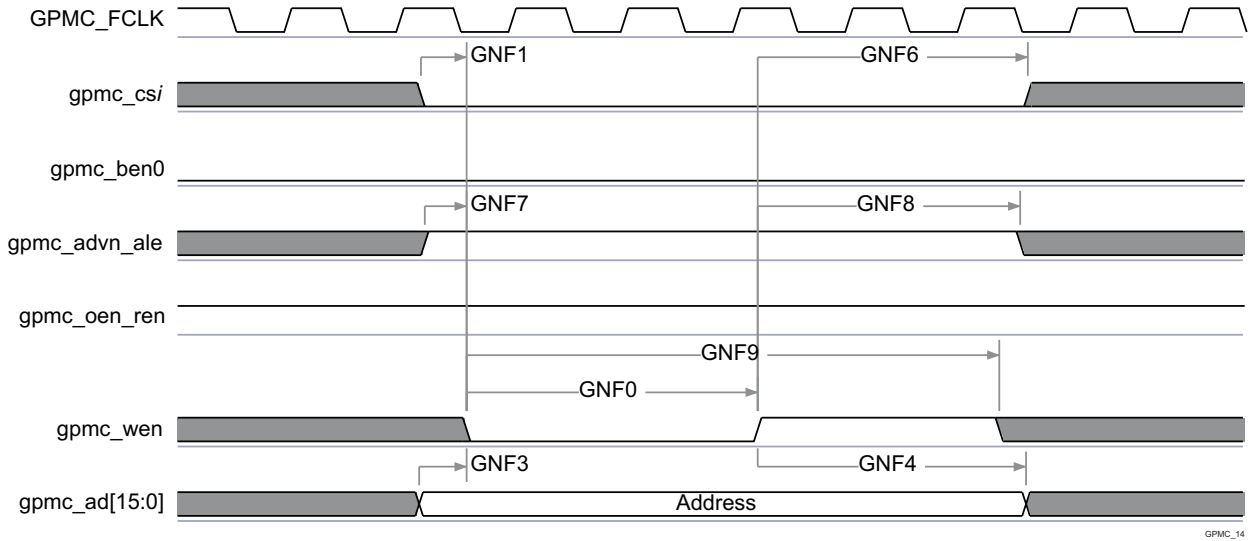 GPMC_FCLK
GNF1
GNF6
gpmc_csi
gpmc_ben0
GNF7
GNF8
gpmc_advn_ale
gpmc_oen_ren
GNF9
GNF0
gpmc_wen
GNF3
GNF4
gpmc_ad[15:0]
Address
GPMC_14